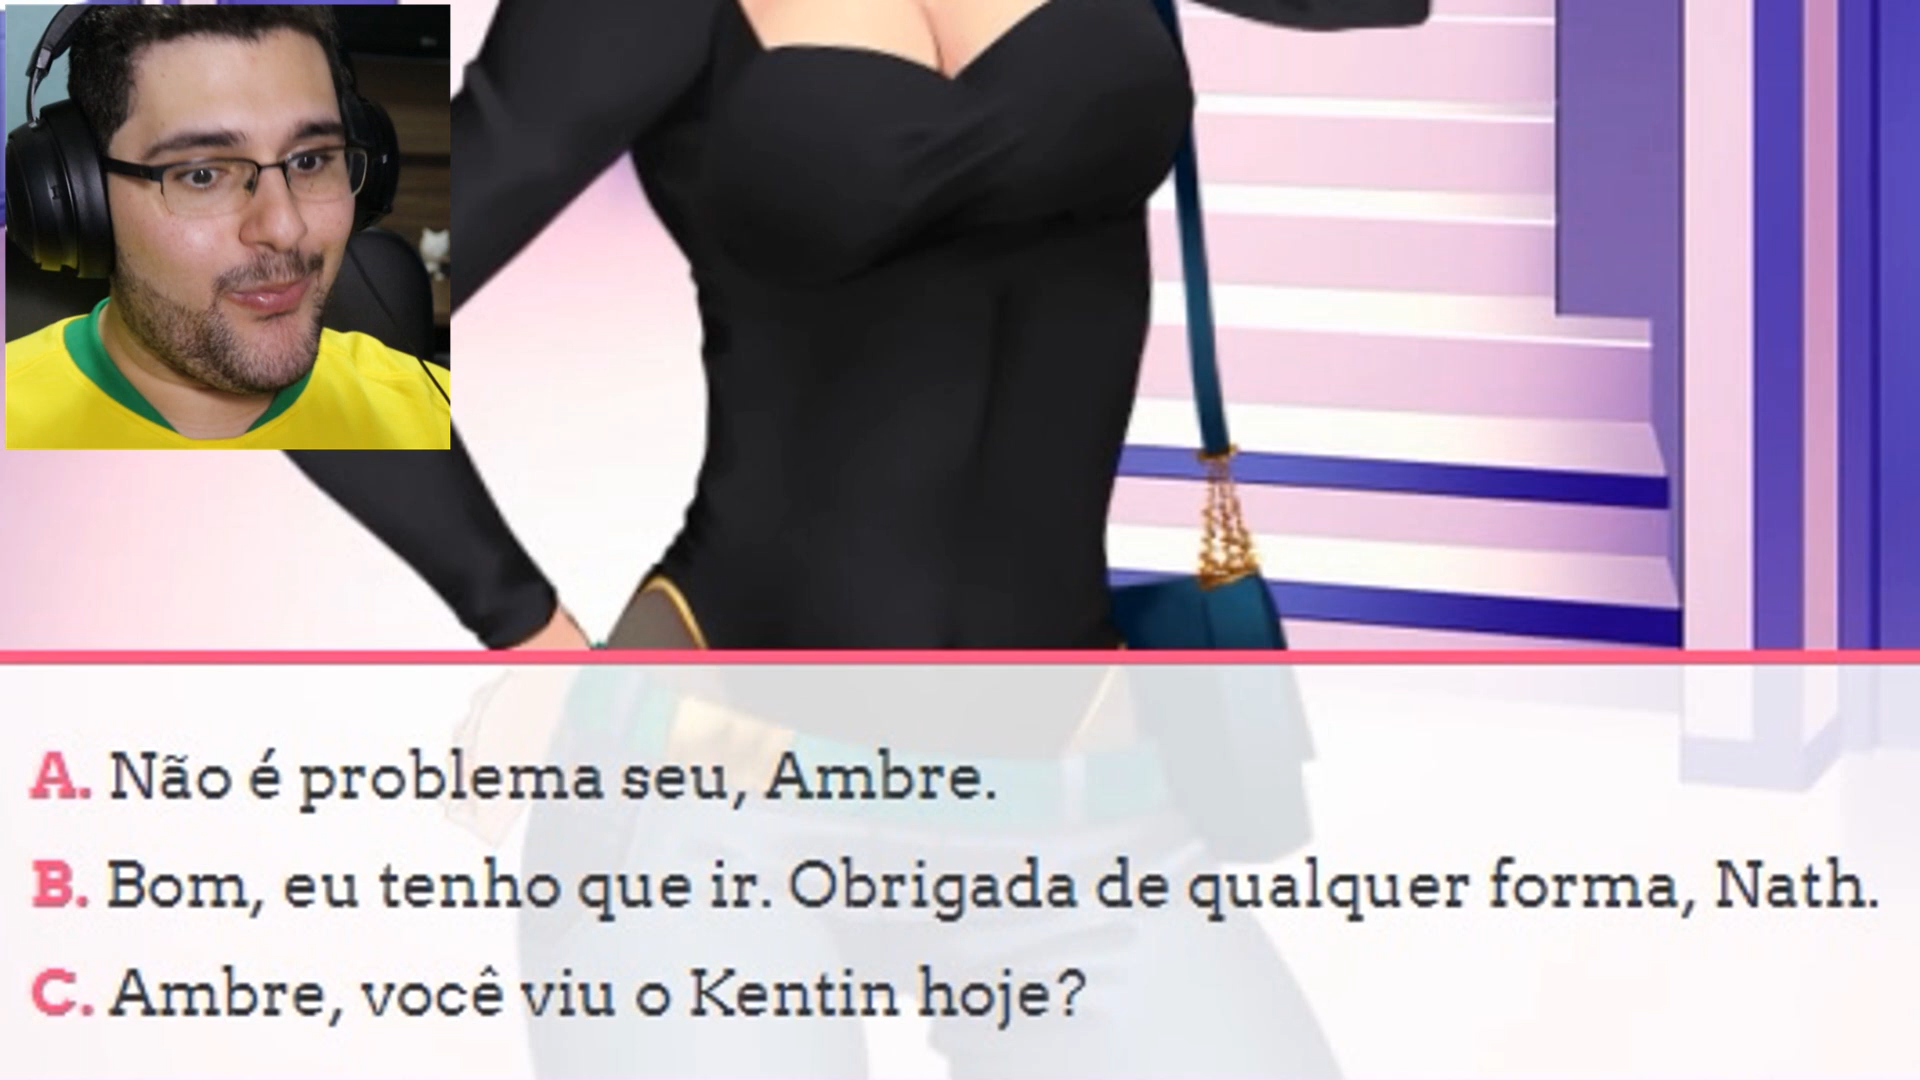 A. Não é problema seu, Ambre.
B. Bom, eu tenho que ir. Obrigada de qualquer forma, Nath.
C. Ambre, você viu o Kentin hoje?